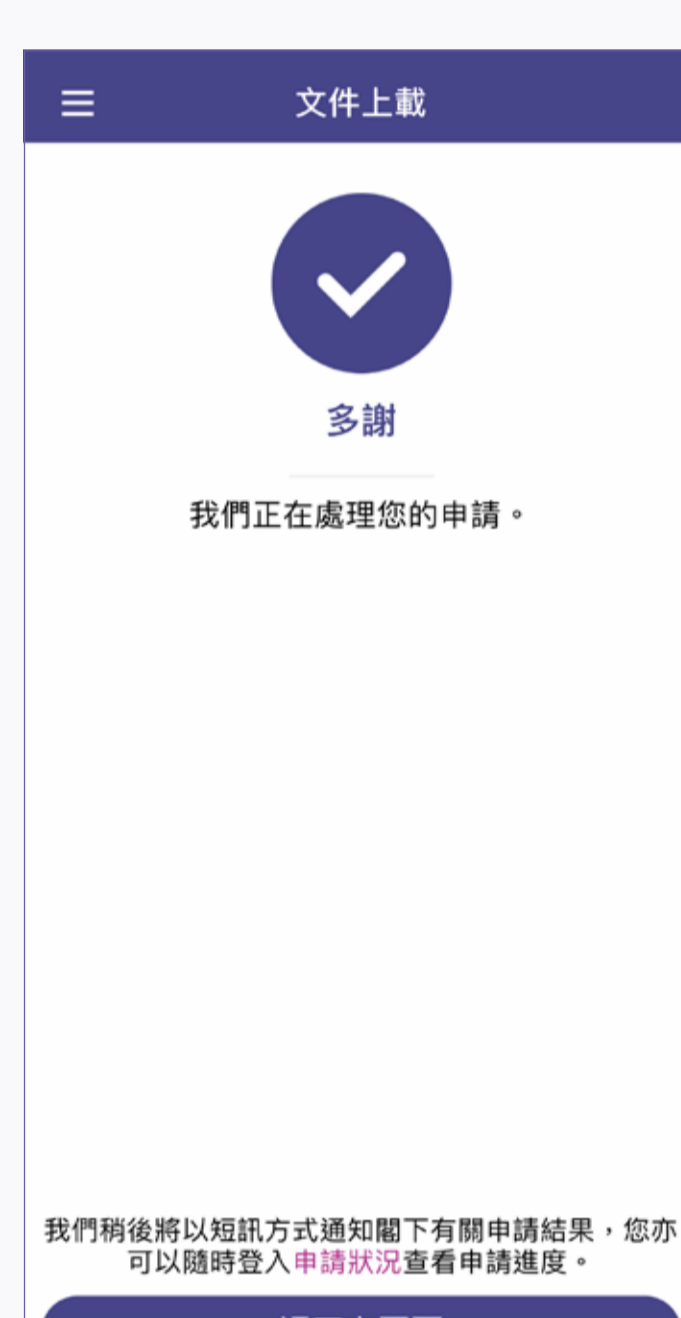 文件上載
多謝
我們正在處理您的申請。
我們稍後將以短訊方式通知閣下有關申請結果，您亦
可以隨時登入申請狀況查看申請進度。